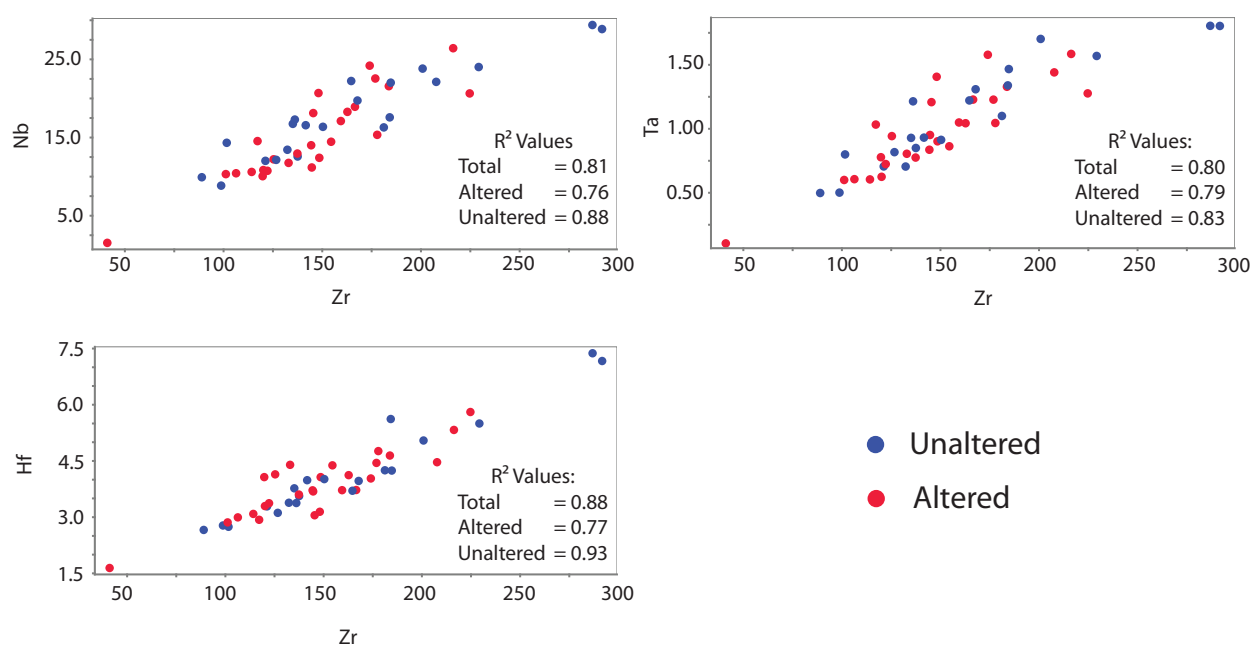 25.0
15.0
5.0
Nb
R² Values
Total = 0.81
Altered = 0.76
Unaltered = 0.88
50 100 150 200 250 300
Zr
1.50
1.00
0.50
Ta
R² Values:
Total = 0.80
Altered = 0.79
Unaltered = 0.83
50 100 150 200 250 300
Zr
7.5
6.0
4.5
3.0
1.5
Hf
R² Values:
Total = 0.88
Altered = 0.77
Unaltered = 0.93
50 100 150 200 250 300
Zr
Unaltered
Altered